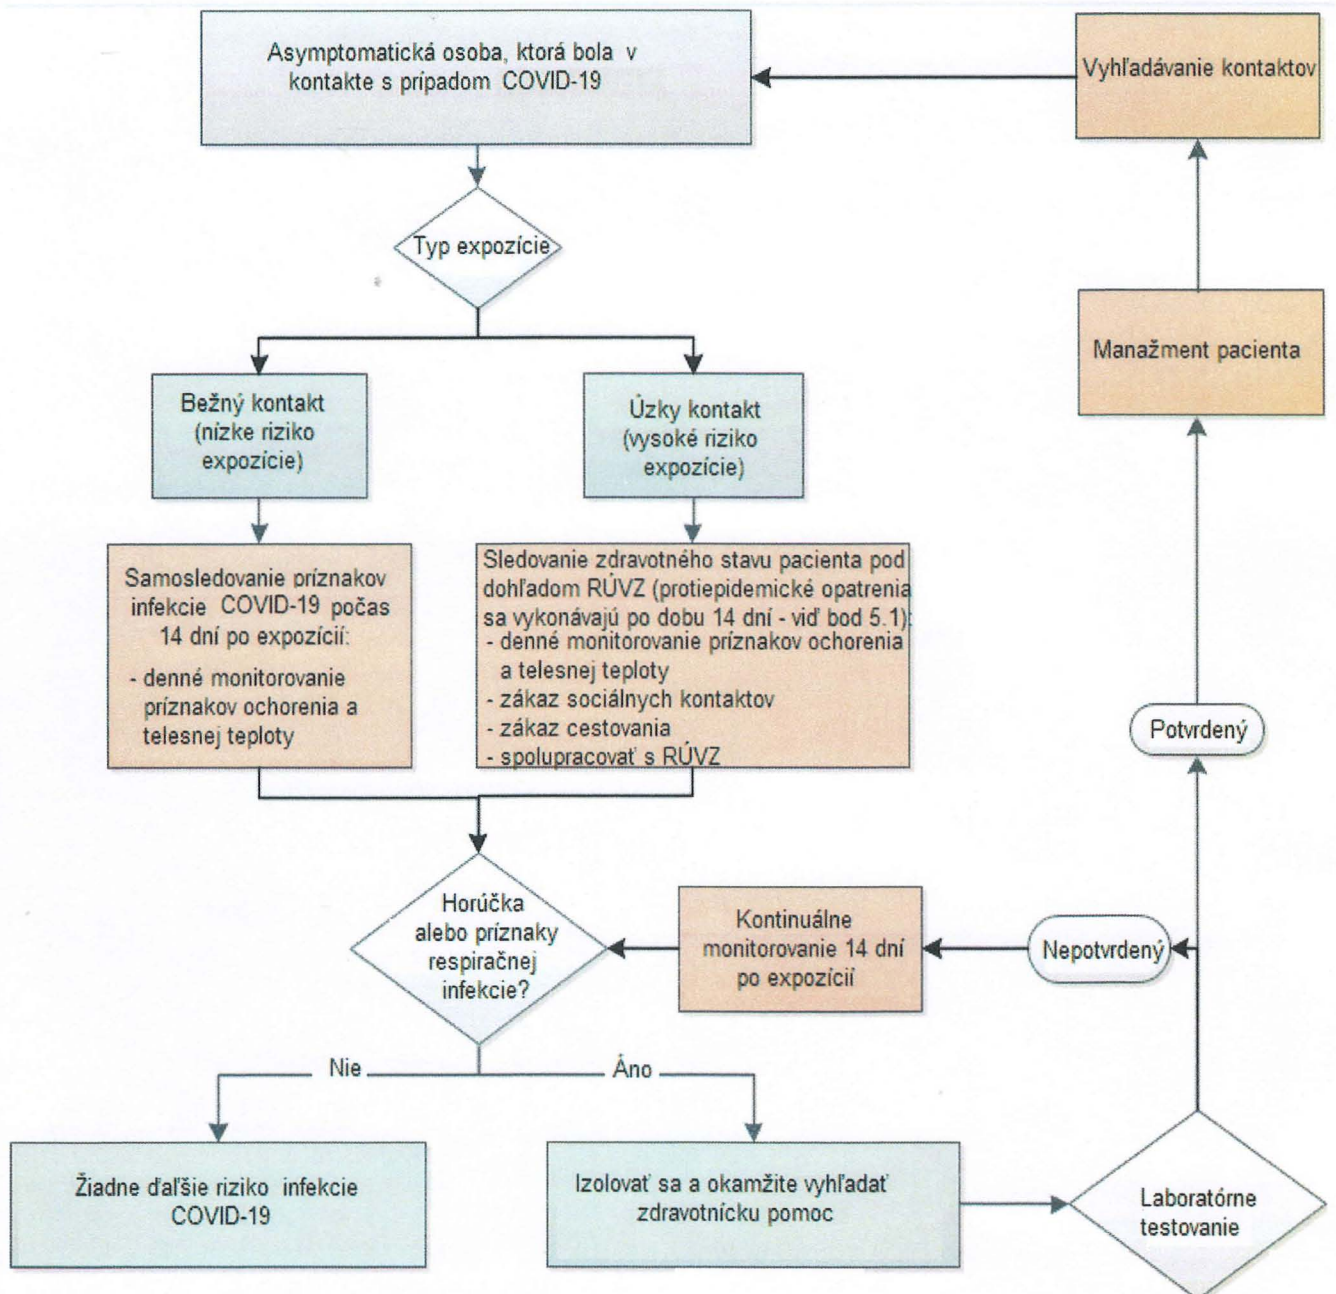 Asymptomatická osoba, ktorá bola v
kontakte s prípadom COVID-19
Vyhľadávanie kontaktov
Typ expozície
Manažment pacienta
Bežný kontakt
(nízke riziko
expozície)
Úzky kontakt
(vysoké riziko
expozície)
Samosledovanie príznakov
infekcie COVID-19 počas
14 dní po expozícií:
- denné monitorovanie
príznakov ochorenia a
telesnej teploty
Sledovanie zdravotného stavu pacienta pod
dohľadom RÚVZ (protiepidemické opatrenia
sa vykonávajú po dobu 14 dní - viď bod 5.1):
- denné monitorovanie príznakov ochorenia
a telesnej teploty
- zákaz sociálnych kontaktov
- zákaz cestovania
- spolupracovať s RÚVZ
Potvrdený
Horúčka
alebo príznaky
respiračnej
infekcie?
Kontinuálne
monitorovanie 14 dní
po expozícií
Nepotvrdený
Nie
Áno
Žiadne ďaľšie riziko infekcie
COVID-19
Izolovať sa a okamžite vyhľadať
zdravotnícku pomoc
Laboratórne
testovanie